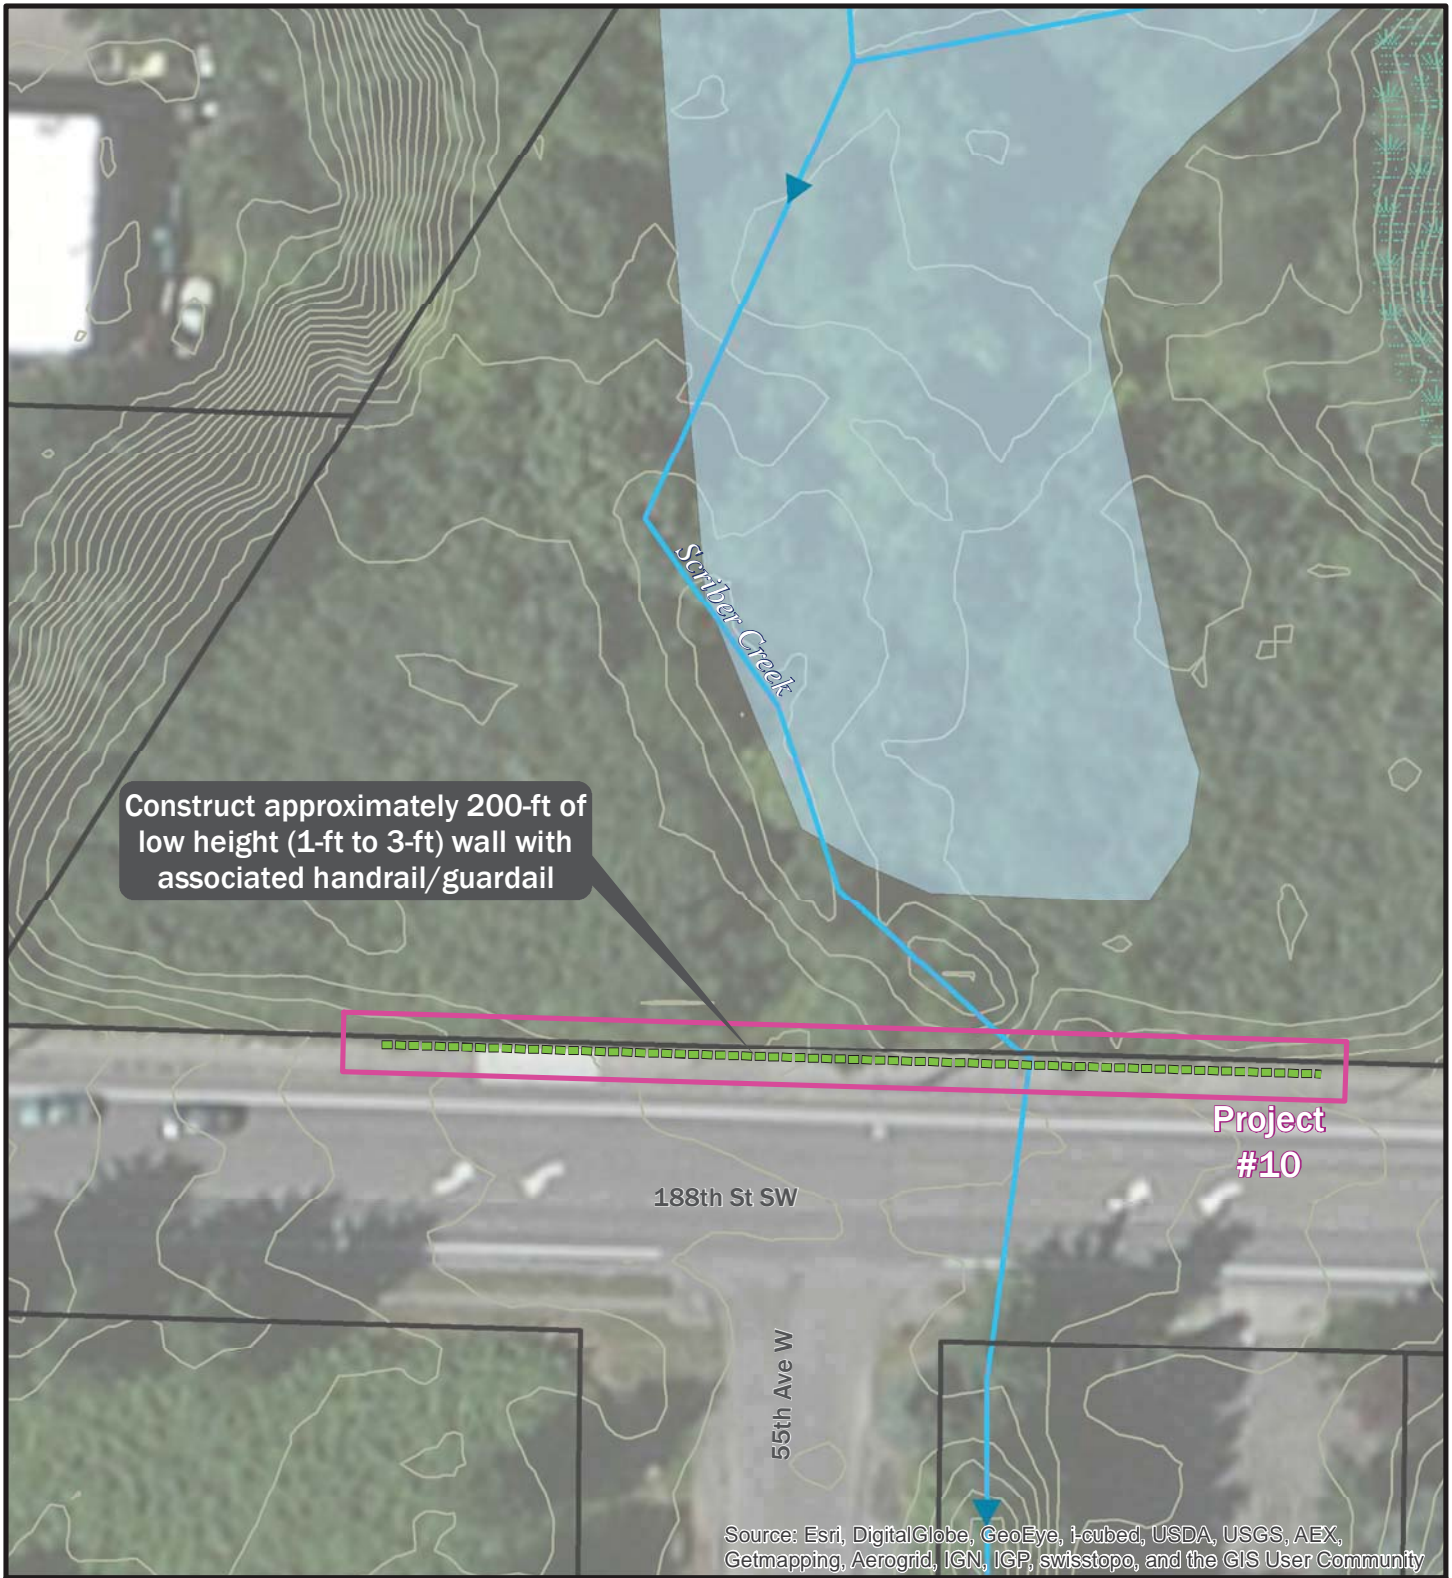 Scriber Creek
Construct approximately 200-ft of
low height (1-ft to 3-ft) wall with
associated handrail/guardail
Project
#10
188th St SW
55th Ave W
Source: Esri, DigitalGlobe, GeoEye, i-cubed, USDA, USGS, AEX,
Getmapping, Aerogrid, IGN, IGP, swisstopo, and the GIS User Community